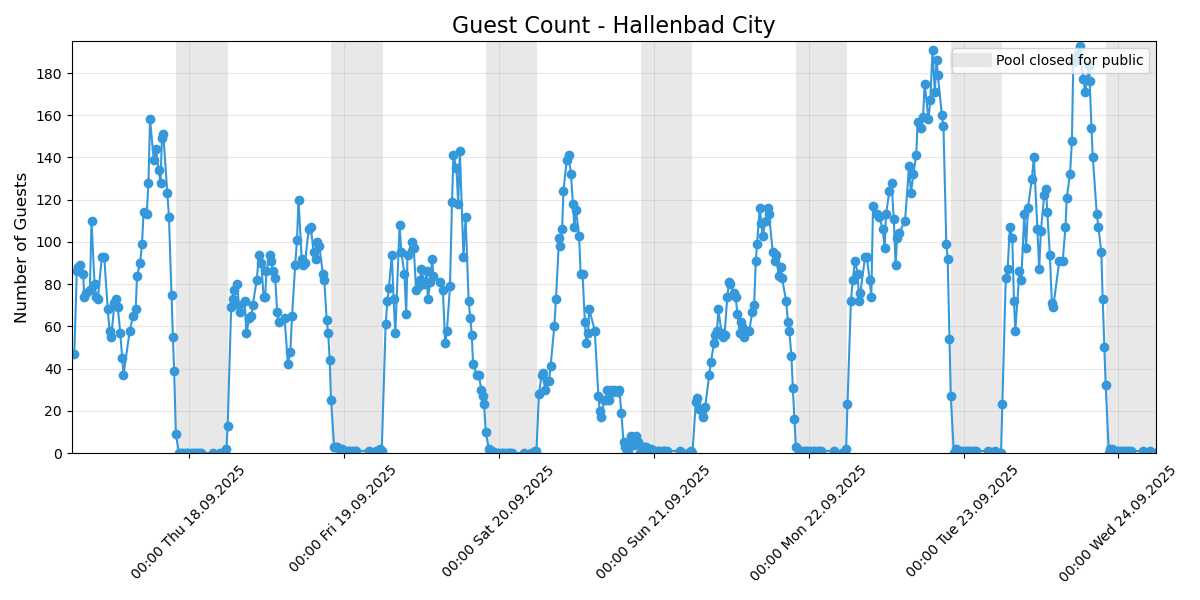 Guest Count - Hallenbad City
Pool closed for public
Number of Guests
180
160
140
120
100
80
60
40
20
0
00:00 Thu 18.09.2025
00:00 Fri 19.09.2025
00:00 Sat 20.09.2025
00:00 Sun 21.09.2025
00:00 Mon 22.09.2025
00:00 Tue 23.09.2025
00:00 Wed 24.09.2025